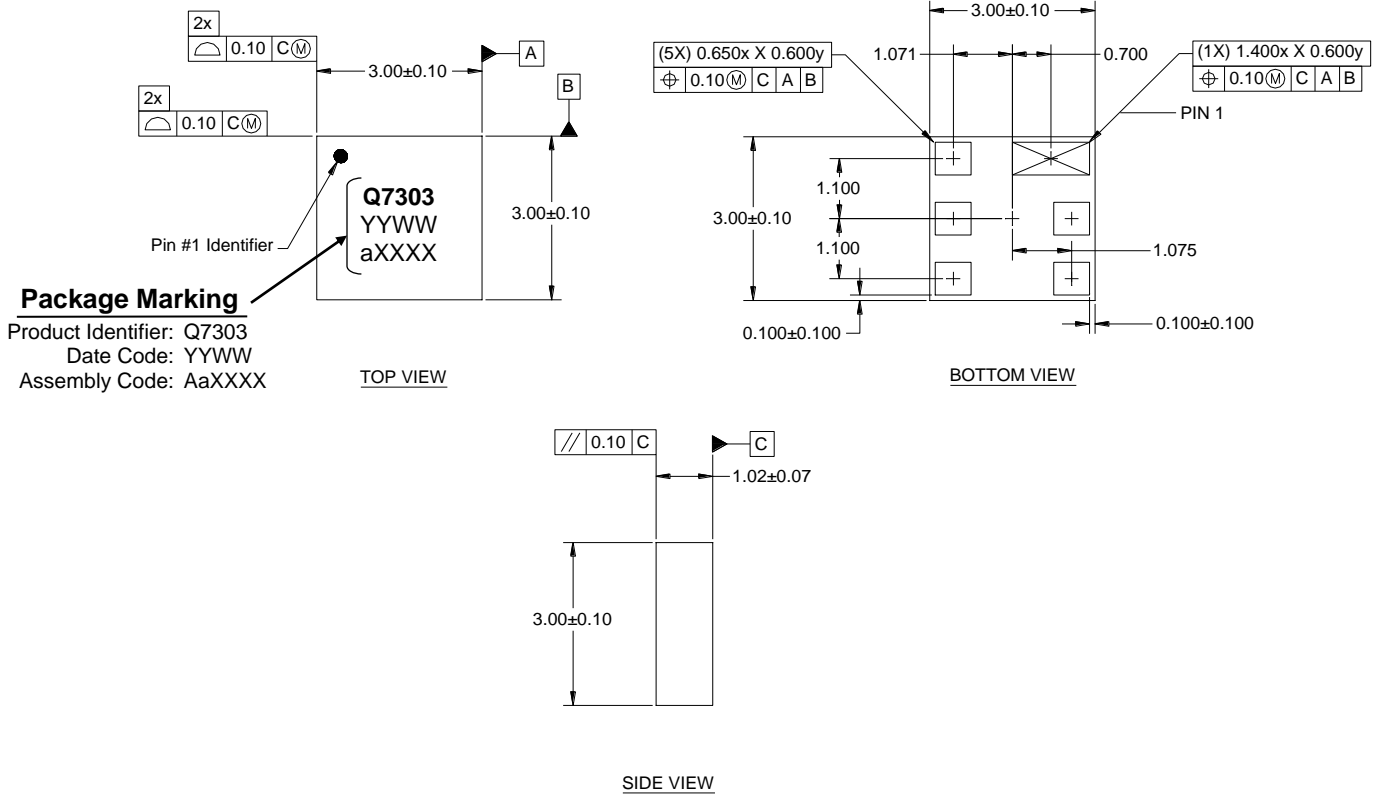 2x
⌓ 0.10 CⓂ
3.00±0.10
A
2x
⌓ 0.10 CⓂ
B
Pin #1 Identifier
Q7303
YYWW
aXXXX
3.00±0.10
Package Marking
Product Identifier: Q7303
Date Code: YYWW
Assembly Code: AaXXXX
TOP VIEW
3.00±0.10
(5X) 0.650x X 0.600y
⌖ 0.10Ⓜ C A B
1.071
0.700
(1X) 1.400x X 0.600y
⌖ 0.10Ⓜ C A B
PIN 1
3.00±0.10
1.100
1.100
1.075
0.100±0.100
0.100±0.100
BOTTOM VIEW
// 0.10 C
C
1.02±0.07
3.00±0.10
SIDE VIEW